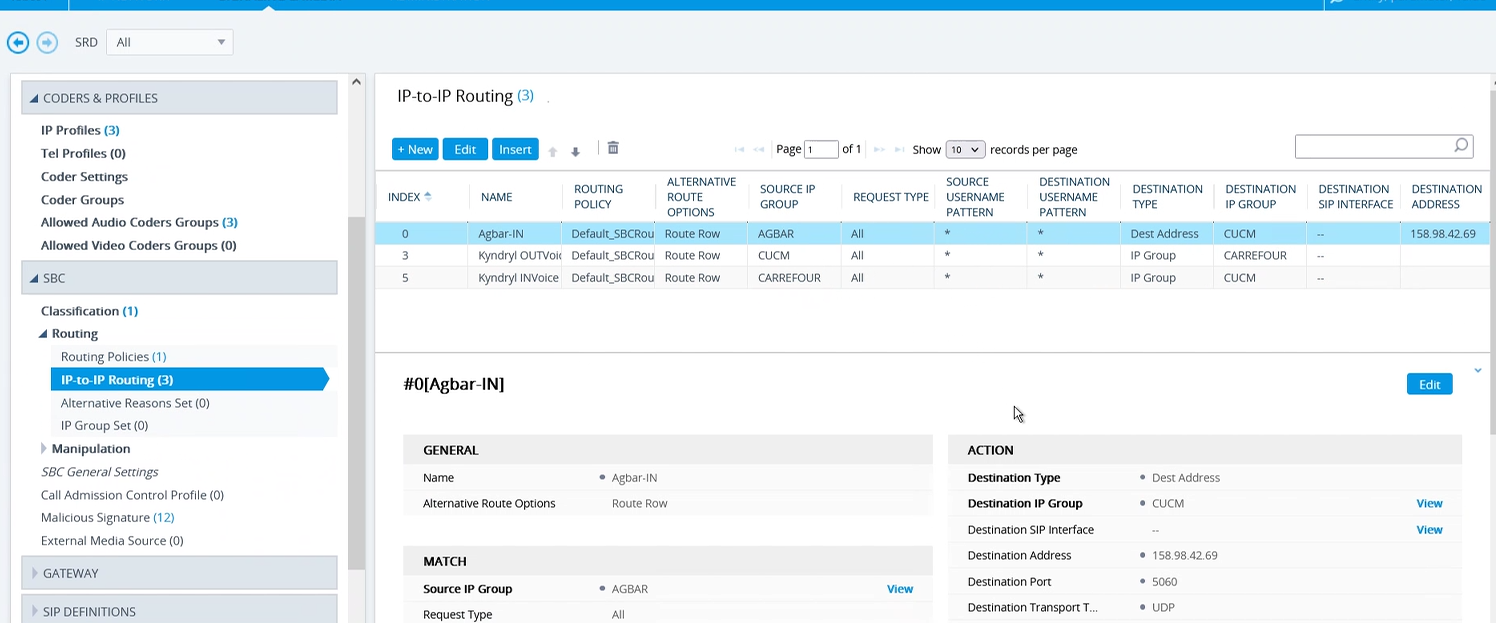 SRD All
CODERS & PROFILES
IP Profiles (3)
Tel Profiles (0)
Coder Settings
Coder Groups
Allowed Audio Coders Groups (3)
Allowed Video Coders Groups (0)
SBC
Classification (1)
Routing
Routing Policies (1)
IP-to-IP Routing (3)
Alternative Reasons Set (0)
IP Group Set (0)
Manipulation
SBC General Settings
Call Admission Control Profile (0)
Malicious Signature (12)
External Media Source (0)
GATEWAY
SIP DEFINITIONS
IP-to-IP Routing (3)
+ New Edit Insert Page 1 of 1 Show 10 records per page
INDEX NAME ROUTING POLICY ALTERNATIVE ROUTE OPTIONS SOURCE IP GROUP REQUEST TYPE SOURCE USERNAME PATTERN DESTINATION USERNAME PATTERN DESTINATION TYPE DESTINATION IP GROUP DESTINATION SIP INTERFACE DESTINATION ADDRESS
0 Agbar-IN Default_SBCRou Route Row AGBAR All * * Dest Address CUCM -- 158.98.42.69
3 Kyndryl OUTVoic Default_SBCRou Route Row CUCM All * * IP Group CARREFOUR --
5 Kyndryl INVoice Default_SBCRou Route Row CARREFOUR All * * IP Group CUCM --
#0[Agbar-IN] Edit
GENERAL
Name Agbar-IN
Alternative Route Options Route Row
MATCH
Source IP Group AGBAR View
Request Type All
ACTION
Destination Type Dest Address
Destination IP Group CUCM View
Destination SIP Interface -- View
Destination Address 158.98.42.69
Destination Port 5060
Destination Transport T... UDP